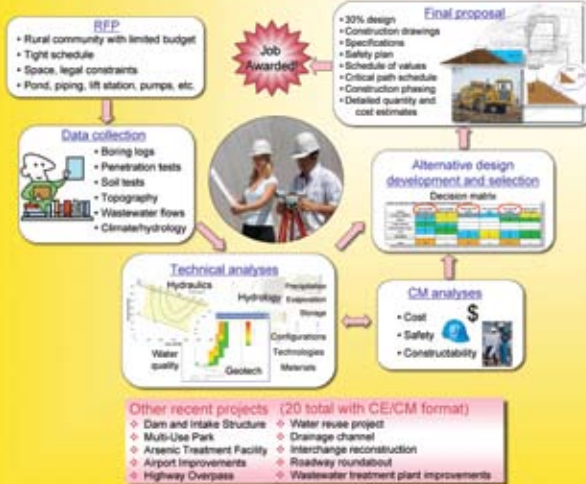 RFP
• Rural community with limited budget
• Tight schedule
• Space, legal constraints
• Pond, piping, lift station, pumps, etc.
Data collection
• Boring logs
• Penetration tests
• Soil tests
• Topography
• Wastewater flows
• Climate/hydrology
Technical analyses
Hydraulics
Hydrology
Precipitation
Evaporation
Storage
Configurations
Technologies
Materials
Water
quality
Geotech
CM analyses
• Cost
• Safety
• Constructability
$
Alternative design
development and selection
Decision matrix
Final proposal
• 30% design
• Construction drawings
• Specifications
• Safety plan
• Schedule of values
• Critical path schedule
• Construction phasing
• Detailed quantity and
cost estimates
Job
Awarded!
Other recent projects (20 total with CE/CM format)
❖ Dam and Intake Structure
❖ Multi-Use Park
❖ Arsenic Treatment Facility
❖ Airport Improvements
❖ Highway Overpass
❖ Water reuse project
❖ Drainage channel
❖ Interchange reconstruction
❖ Roadway roundabout
❖ Wastewater treatment plant improvements